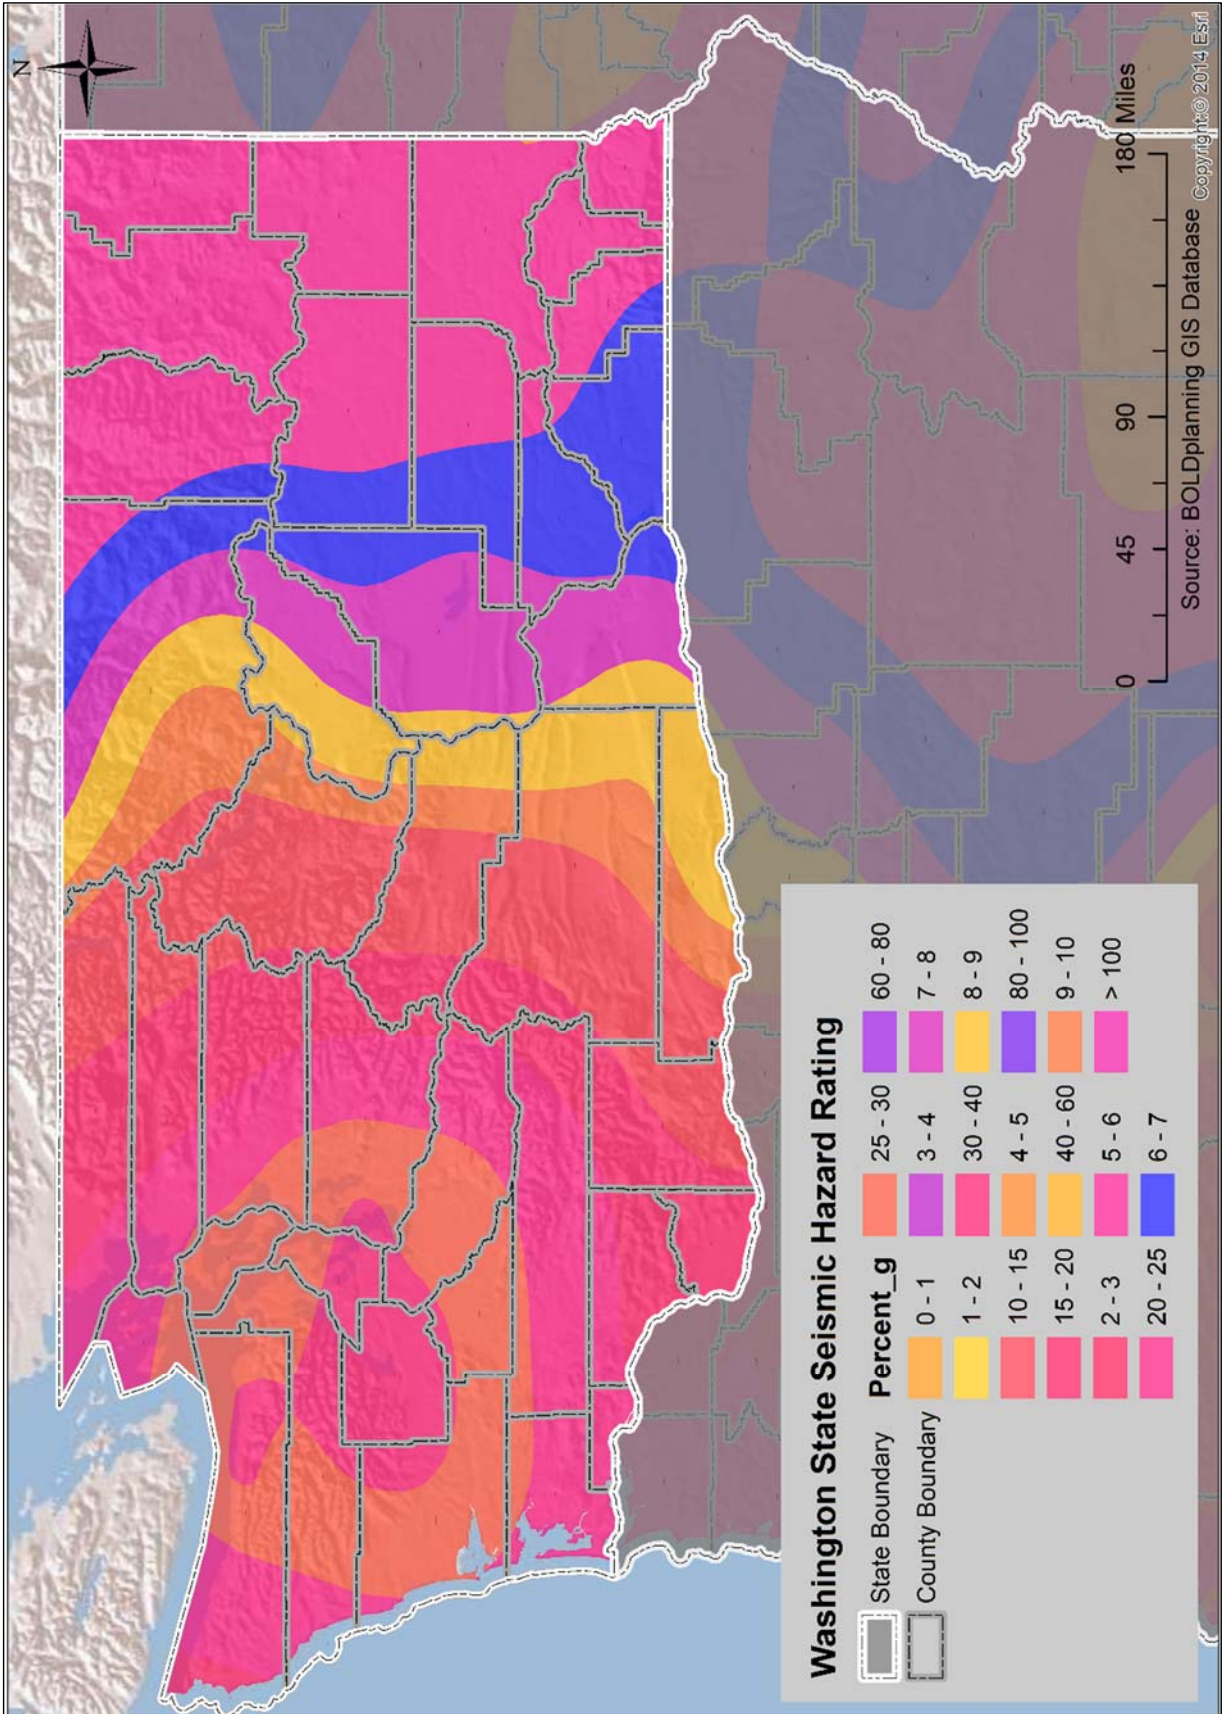 N
Washington State Seismic Hazard Rating
State Boundary
County Boundary
Percent_g
0 - 1
1 - 2
10 - 15
15 - 20
2 - 3
20 - 25
25 - 30
3 - 4
30 - 40
4 - 5
40 - 60
5 - 6
6 - 7
60 - 80
7 - 8
8 - 9
80 - 100
9 - 10
> 100
0 45 90 180 Miles
Source: BOLDplanning GIS Database
Copyright:© 2014 Esri